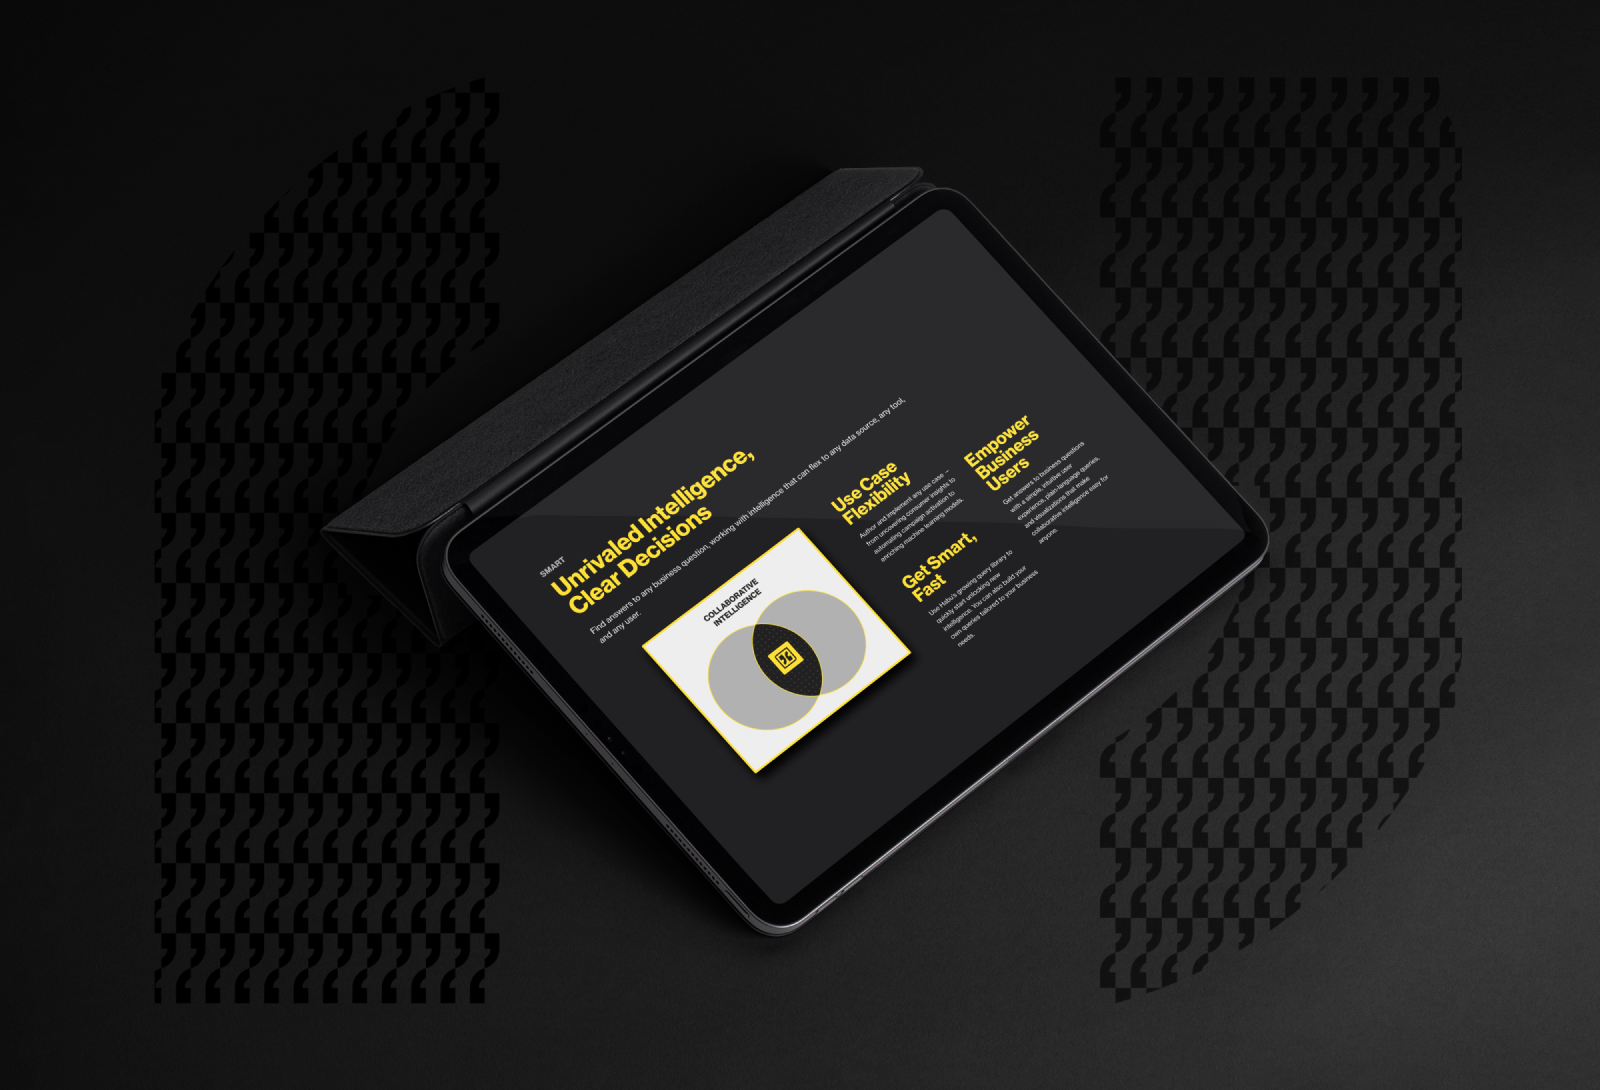 SMART
Unrivaled Intelligence,
Clear Decisions
Find answers to any business question, working with intelligence that can flex to any data source, any tool,
and any user.
COLLABORATIVE
INTELLIGENCE
Use Case
Flexibility
Author and implement any use case –
from uncovering consumer insights to
automating campaign activation to
enriching machine learning models.
Empower
Business
Users
Get answers to business questions
with a simple, intuitive user
experience, plain-language queries,
and visualizations that make
collaborative intelligence easy for
anyone.
Get Smart,
Fast
Use Habu's growing query library to
quickly start unlocking new
intelligence. You can also build your
own queries tailored to your business
needs.